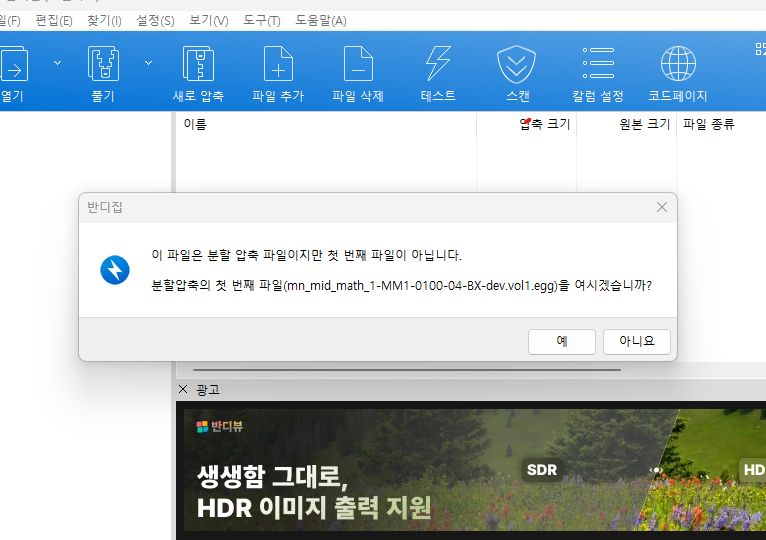 편집(E) 찾기(I) 설정(S) 보기(V) 도구(T) 도움말(A)
열기 풀기 새로 압축 파일 추가 파일 삭제 테스트 스캔 칼럼 설정 코드페이지
이름 압축 크기 원본 크기 파일 종류
반디집
이 파일은 분할 압축 파일이지만 첫 번째 파일이 아닙니다.
분할압축의 첫 번째 파일(mn_mid_math_1-MM1-0100-04-BX-dev.vol1.egg)을 여시겠습니까?
예 아니요
광고
반디뷰
생생함 그대로,
HDR 이미지 출력 지원
SDR